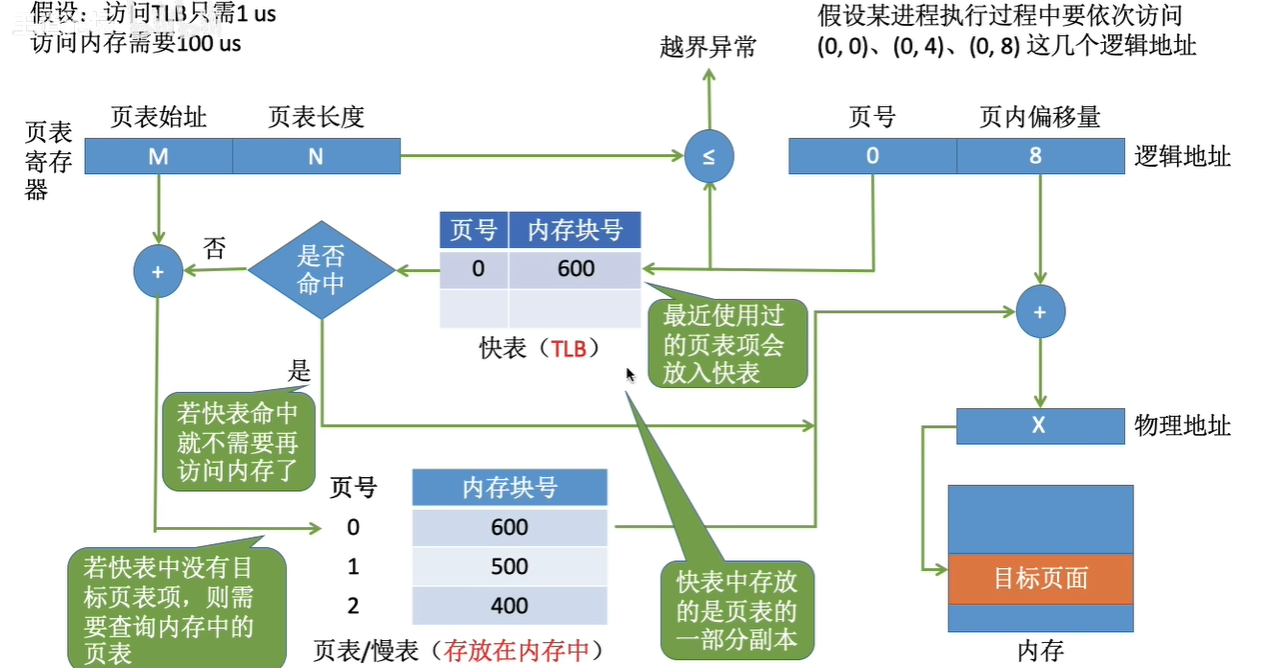 假设：访问TLB只需1 us
访问内存需要100 us
假设某进程执行过程中要依次访问
(0, 0)、(0, 4)、(0, 8) 这几个逻辑地址
越界异常
页表始址
页表长度
页号
页内偏移量
页表
寄存
器
M
N
≤
0
8
逻辑地址
页号
内存块号
0
600
快表（TLB）
是否
命中
否
是
+
+
最近使用过
的页表项会
放入快表
若快表命中
就不需要再
访问内存了
X
物理地址
页号
内存块号
0
600
1
500
2
400
页表/慢表（存放在内存中）
若快表中没有目
标页表项，则需
要查询内存中的
页表
快表中存放
的是页表的
一部分副本
目标页面
内存